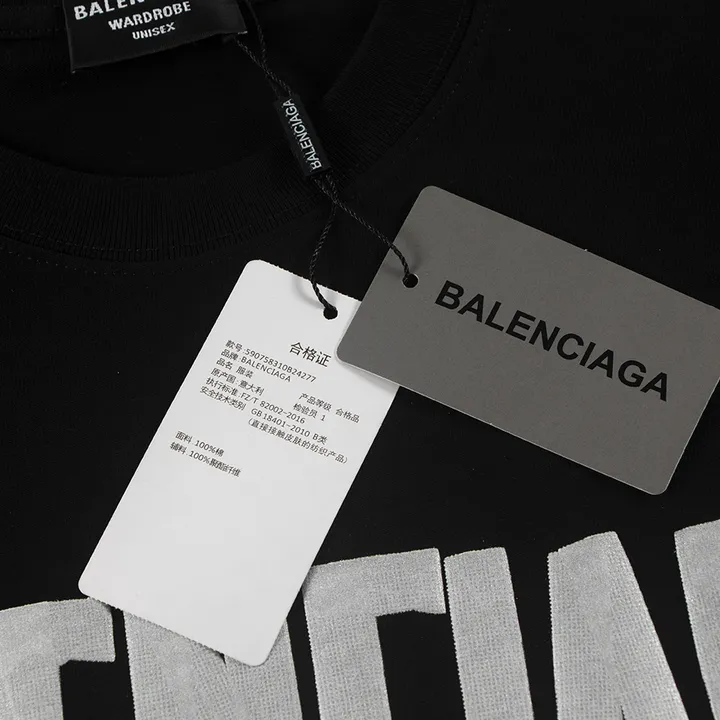 BALEN
WARDROBE
UNISEX
BALENCIAGA
BALENCIAGA
合格证
款号:590758310B24277
品牌:BALENCIAGA
品名:服装
原产国:意大利
产品等级 合格品
执行标准:FZ/T 82002-2016
检验员 1
安全技术类别 GB 18401-2010 B类
(直接接触皮肤的纺织产品)
面料:100%棉
辅料:100%聚酯纤维